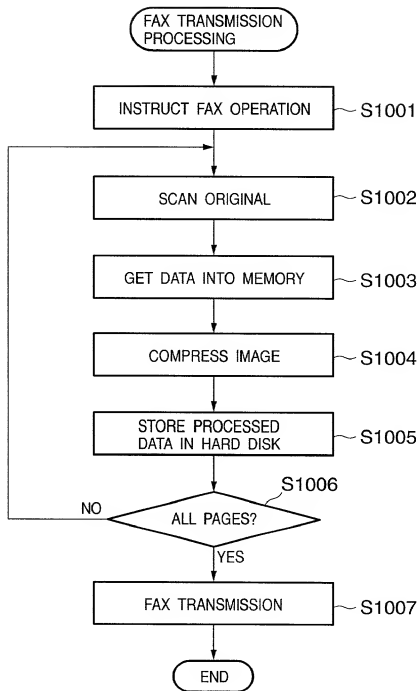 FAX TRANSMISSION
PROCESSING
INSTRUCT FAX OPERATION
S1001
SCAN ORIGINAL
S1002
GET DATA INTO MEMORY
S1003
COMPRESS IMAGE
S1004
STORE PROCESSED
DATA IN HARD DISK
S1005
S1006
NO
ALL PAGES?
YES
FAX TRANSMISSION
S1007
END